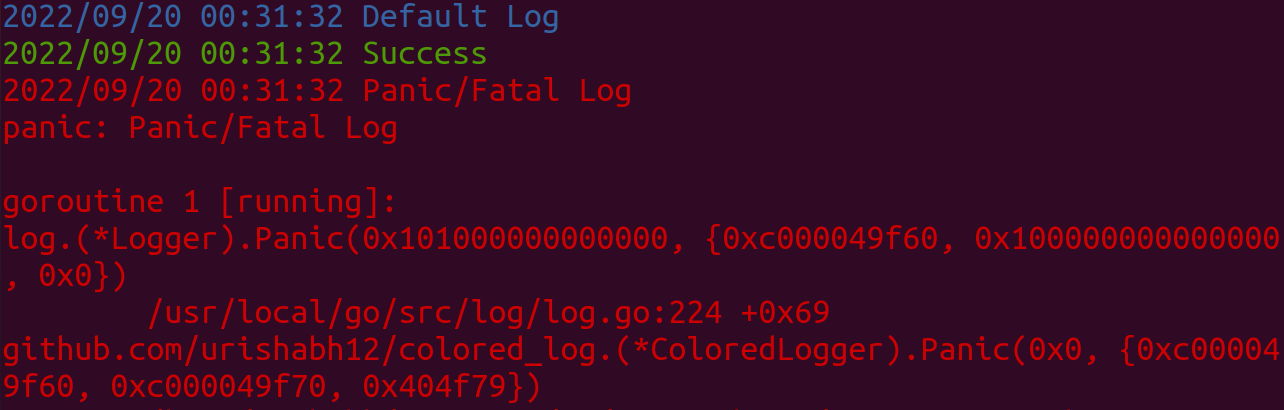 2022/09/20 00:31:32 Default Log
2022/09/20 00:31:32 Success
2022/09/20 00:31:32 Panic/Fatal Log
panic: Panic/Fatal Log

goroutine 1 [running]:
log.(*Logger).Panic(0x101000000000000, {0xc000049f60, 0x100000000000000
, 0x0})
        /usr/local/go/src/log/log.go:224 +0x69
github.com/urishabh12/colored_log.(*ColoredLogger).Panic(0x0, {0xc00004
9f60, 0xc000049f70, 0x404f79})